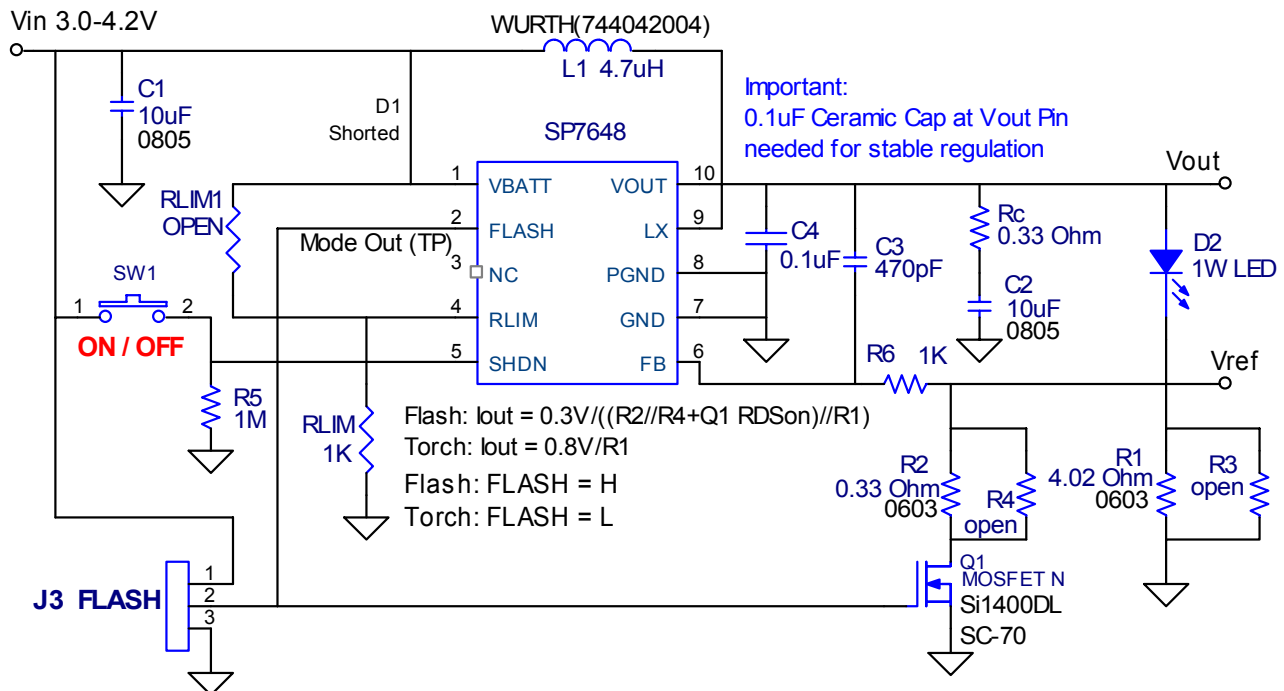 Vin 3.0-4.2V
WURTH(744042004)
L1 4.7uH
C1
10uF
0805
D1
Shorted
SP7648
Important:
0.1uF Ceramic Cap at Vout Pin
needed for stable regulation
Vout
RLIM1
OPEN
1
VBATT
VOUT
10
2
FLASH
LX
9
Mode Out (TP)
3
NC
PGND
8
4
RLIM
GND
7
5
SHDN
FB
6
C4
0.1uF
C3
470pF
Rc
0.33 Ohm
C2
10uF
0805
D2
1W LED
SW1
1
2
ON / OFF
R6 1K
Vref
R5
1M
RLIM
1K
Flash: Iout = 0.3V/((R2//R4+Q1 RDSon)//R1)
Torch: Iout = 0.8V/R1
Flash: FLASH = H
Torch: FLASH = L
R2
0.33 Ohm
0603
R4
open
R1
4.02 Ohm
0603
R3
open
J3 FLASH
1
2
3
Q1
MOSFET N
Si1400DL
SC-70